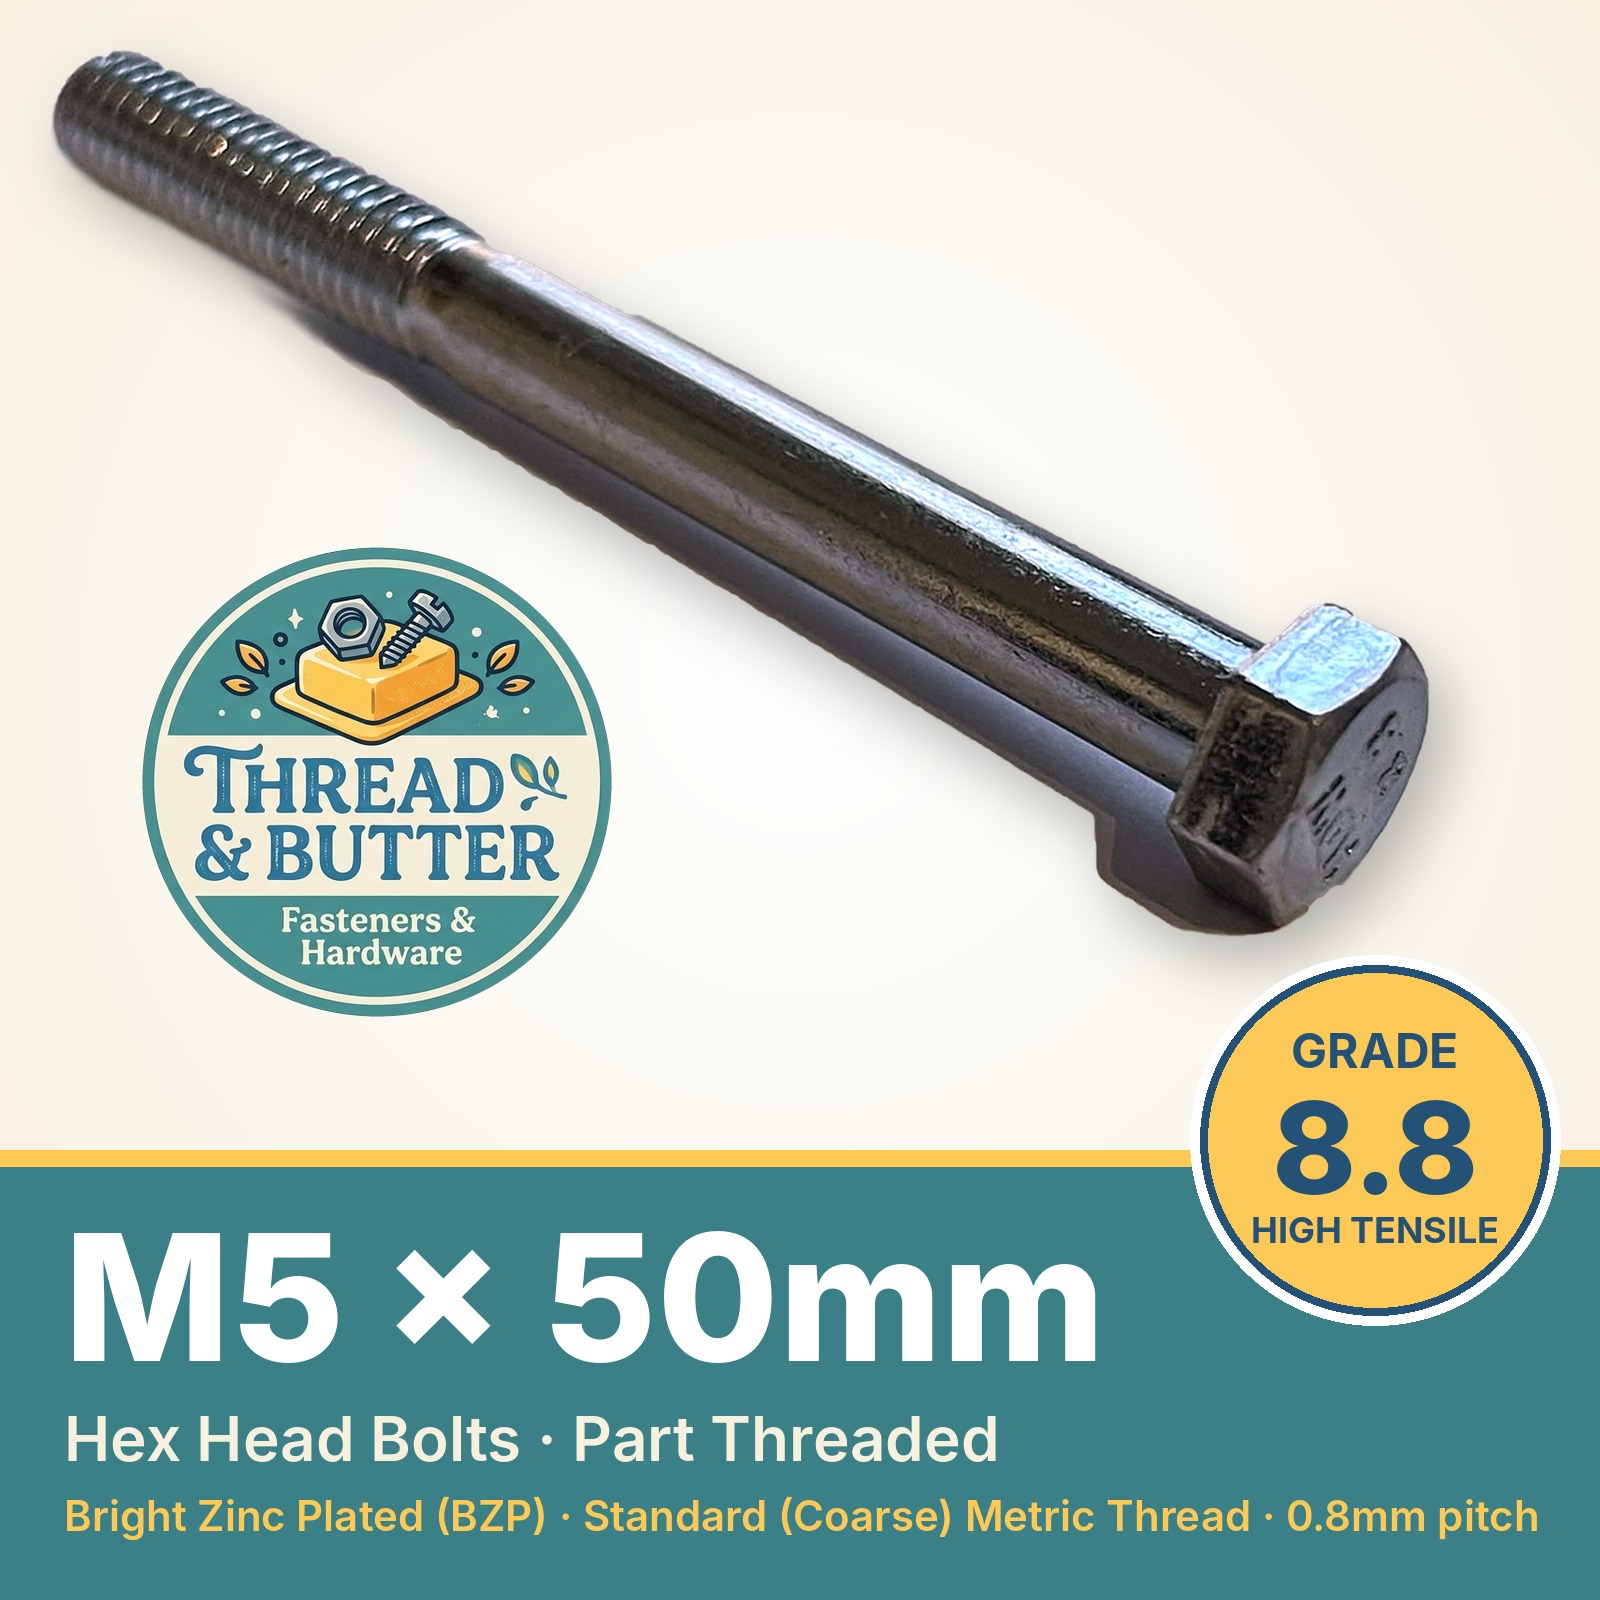 THREAD
& BUTTER
Fasteners &
Hardware
GRADE
8.8
HIGH TENSILE
M5 × 50mm
Hex Head Bolts · Part Threaded
Bright Zinc Plated (BZP) · Standard (Coarse) Metric Thread · 0.8mm pitch